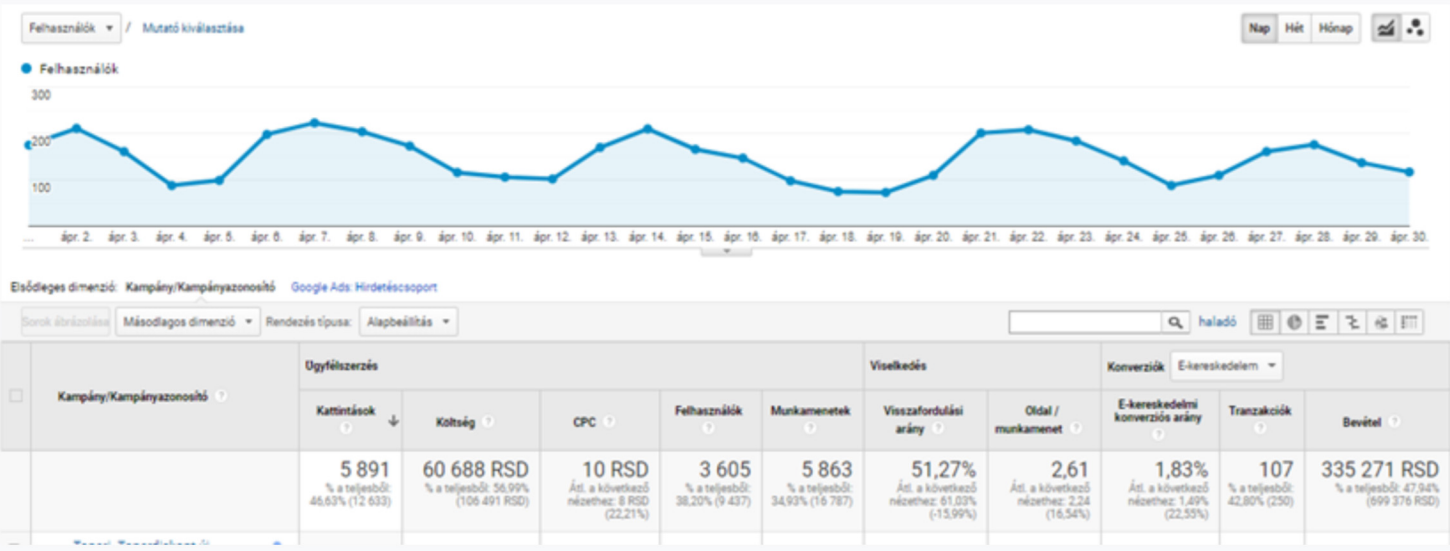 Felhasználók / Mutató kiválasztása Nap Hét Hónap
Felhasználók
300
200
100
... ápr. 2. ápr. 3. ápr. 4. ápr. 5. ápr. 6. ápr. 7. ápr. 8. ápr. 9. ápr. 10. ápr. 11. ápr. 12. ápr. 13. ápr. 14. ápr. 15. ápr. 16. ápr. 17. ápr. 18. ápr. 19. ápr. 20. ápr. 21. ápr. 22. ápr. 23. ápr. 24. ápr. 25. ápr. 26. ápr. 27. ápr. 28. ápr. 29. ápr. 30.
Elsődleges dimenzió: Kampány/Kampányazonosító Google Ads: Hirdetéscsoport
Sorok ábrázolása Másodlagos dimenzió Rendezés típusa: Alapbeállítás haladó
Kampány/Kampányazonosító ?
Ügyfélszerzés
Viselkedés
Konverziók E-kereskedelem
Kattintások
?
Költség ?
CPC ?
Felhasználók
?
Munkamenetek
?
Visszafordulási
arány ?
Oldal /
munkamenet ?
E-kereskedelmi
konverziós arány
?
Tranzakciók
?
Bevétel ?
5 891
% a teljesből:
46,63% (12 633)
60 688 RSD
% a teljesből: 56,99%
(106 491 RSD)
10 RSD
Átl. a következő
nézethez: 8 RSD
(22,21%)
3 605
% a teljesből:
38,20% (9 437)
5 863
% a teljesből:
34,93% (16 787)
51,27%
Átl. a következő
nézethez: 61,03%
(-15,99%)
2,61
Átl. a következő
nézethez: 2,24
(16,54%)
1,83%
Átl. a következő
nézethez: 1,49%
(22,55%)
107
% a teljesből:
42,80% (250)
335 271 RSD
% a teljesből: 47,94%
(699 376 RSD)